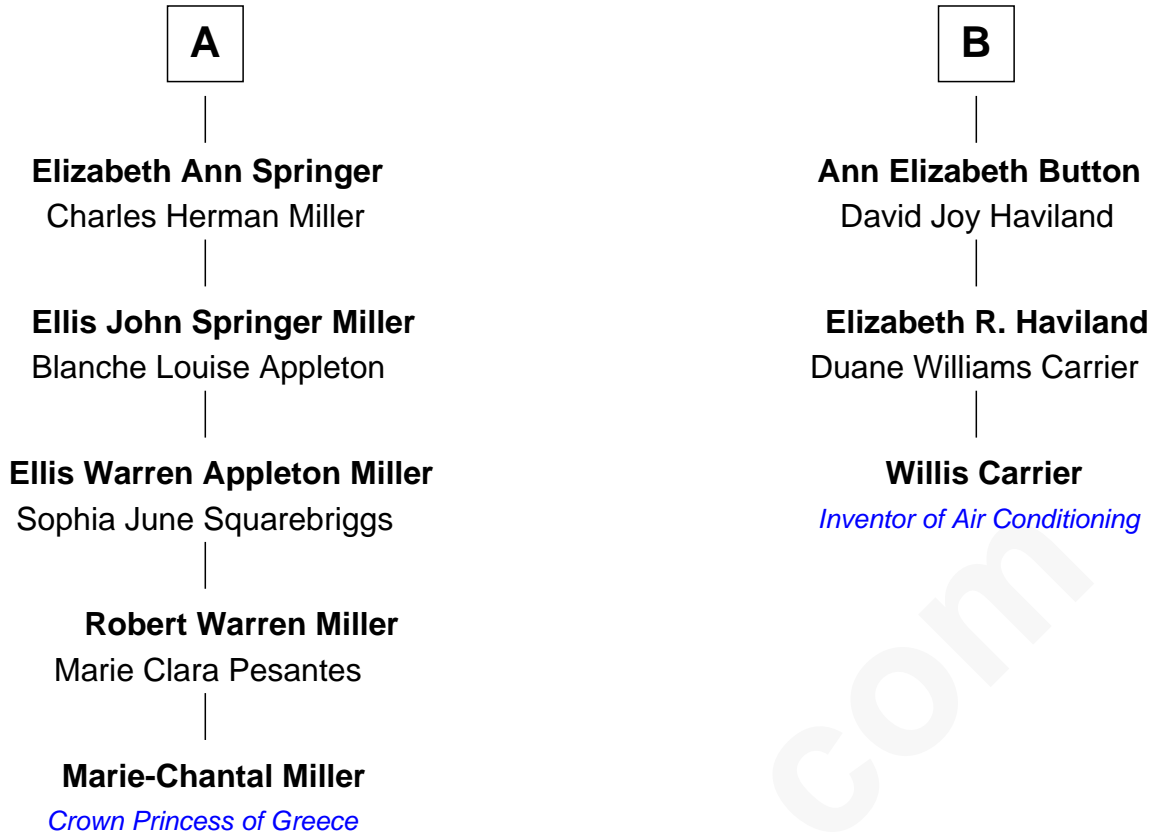 A
Elizabeth Ann Springer
Charles Herman Miller
Ellis John Springer Miller
Blanche Louise Appleton
Ellis Warren Appleton Miller
Sophia June Squarebriggs
Robert Warren Miller
Marie Clara Pesantes
Marie-Chantal Miller
Crown Princess of Greece
B
Ann Elizabeth Button
David Joy Haviland
Elizabeth R. Haviland
Duane Williams Carrier
Willis Carrier
Inventor of Air Conditioning
com